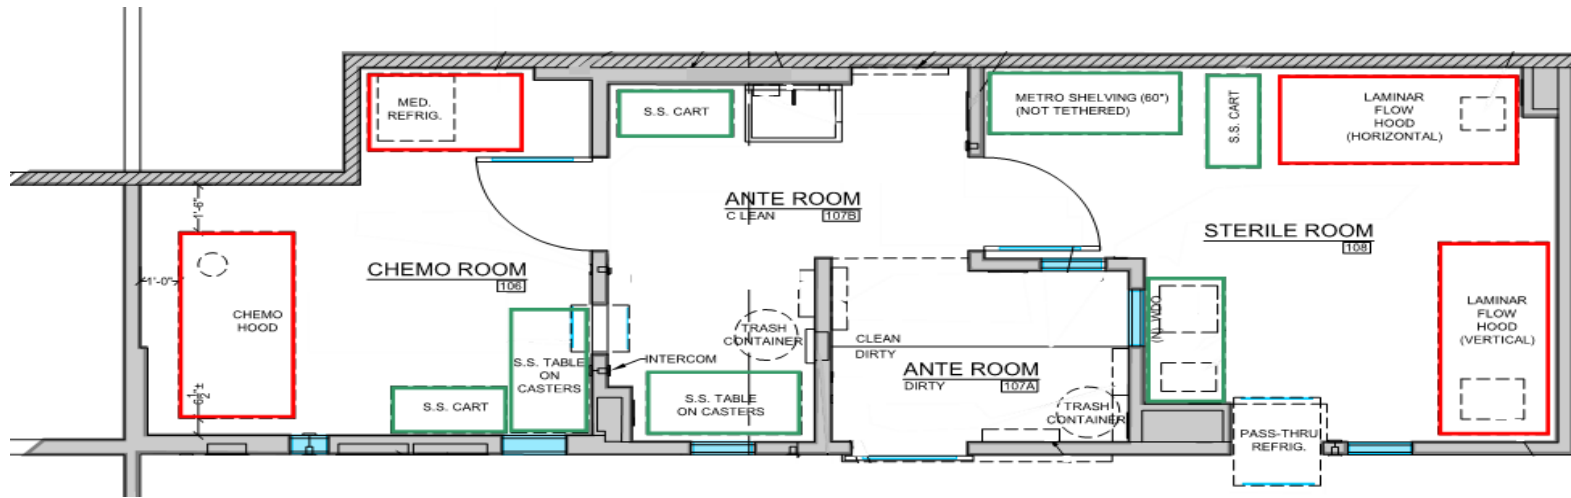 MED.
REFRIG.
S.S. CART
METRO SHELVING (60")
(NOT TETHERED)
S.S. CART
LAMINAR
FLOW
HOOD
(HORIZONTAL)
1'-6"
ANTE ROOM
CLEAN
107B
STERILE ROOM
108
CHEMO ROOM
106
1'-0"
CHEMO
HOOD
TRASH
CONTAINER
(N) WDO
LAMINAR
FLOW
HOOD
(VERTICAL)
CLEAN
DIRTY
INTERCOM
S.S. TABLE
ON
CASTERS
ANTE ROOM
DIRTY
107A
S.S. CART
S.S. TABLE
ON CASTERS
TRASH
CONTAINER
PASS-THRU
REFRIG.